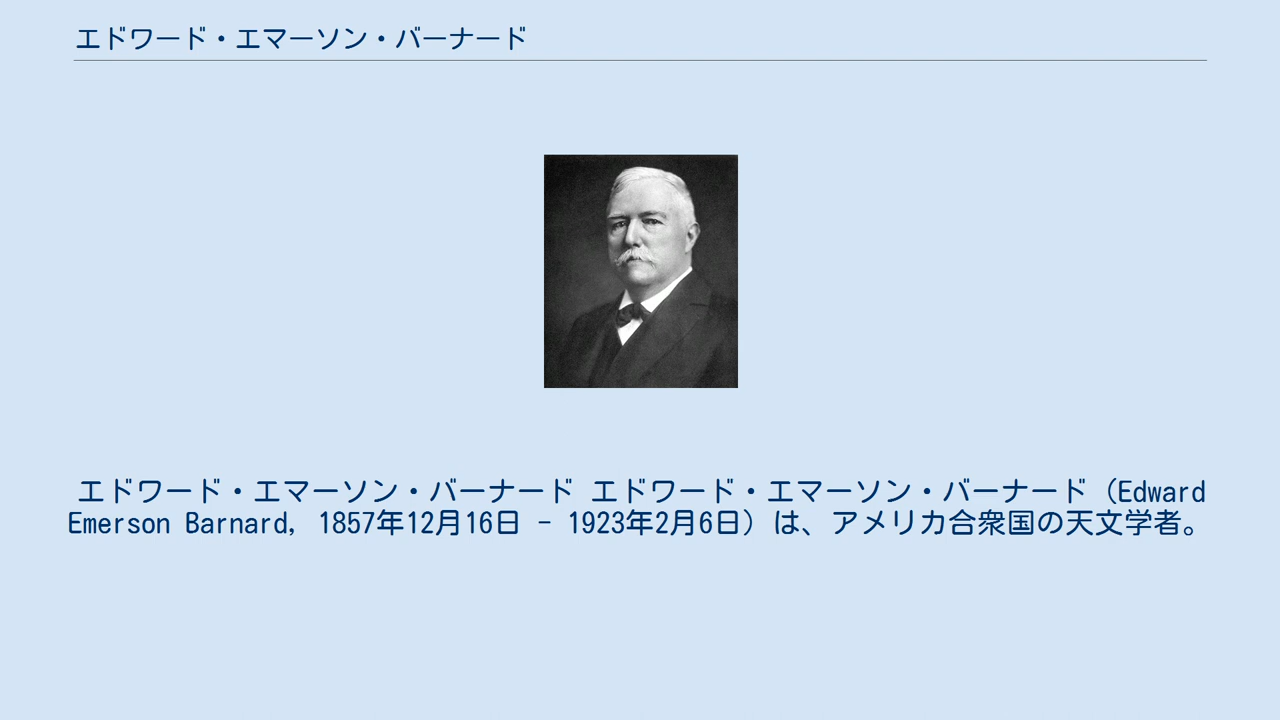 エドワード・エマーソン・バーナード
エドワード・エマーソン・バーナード エドワード・エマーソン・バーナード（Edward
Emerson Barnard, 1857年12月16日 - 1923年2月6日）は、アメリカ合衆国の天文学者。